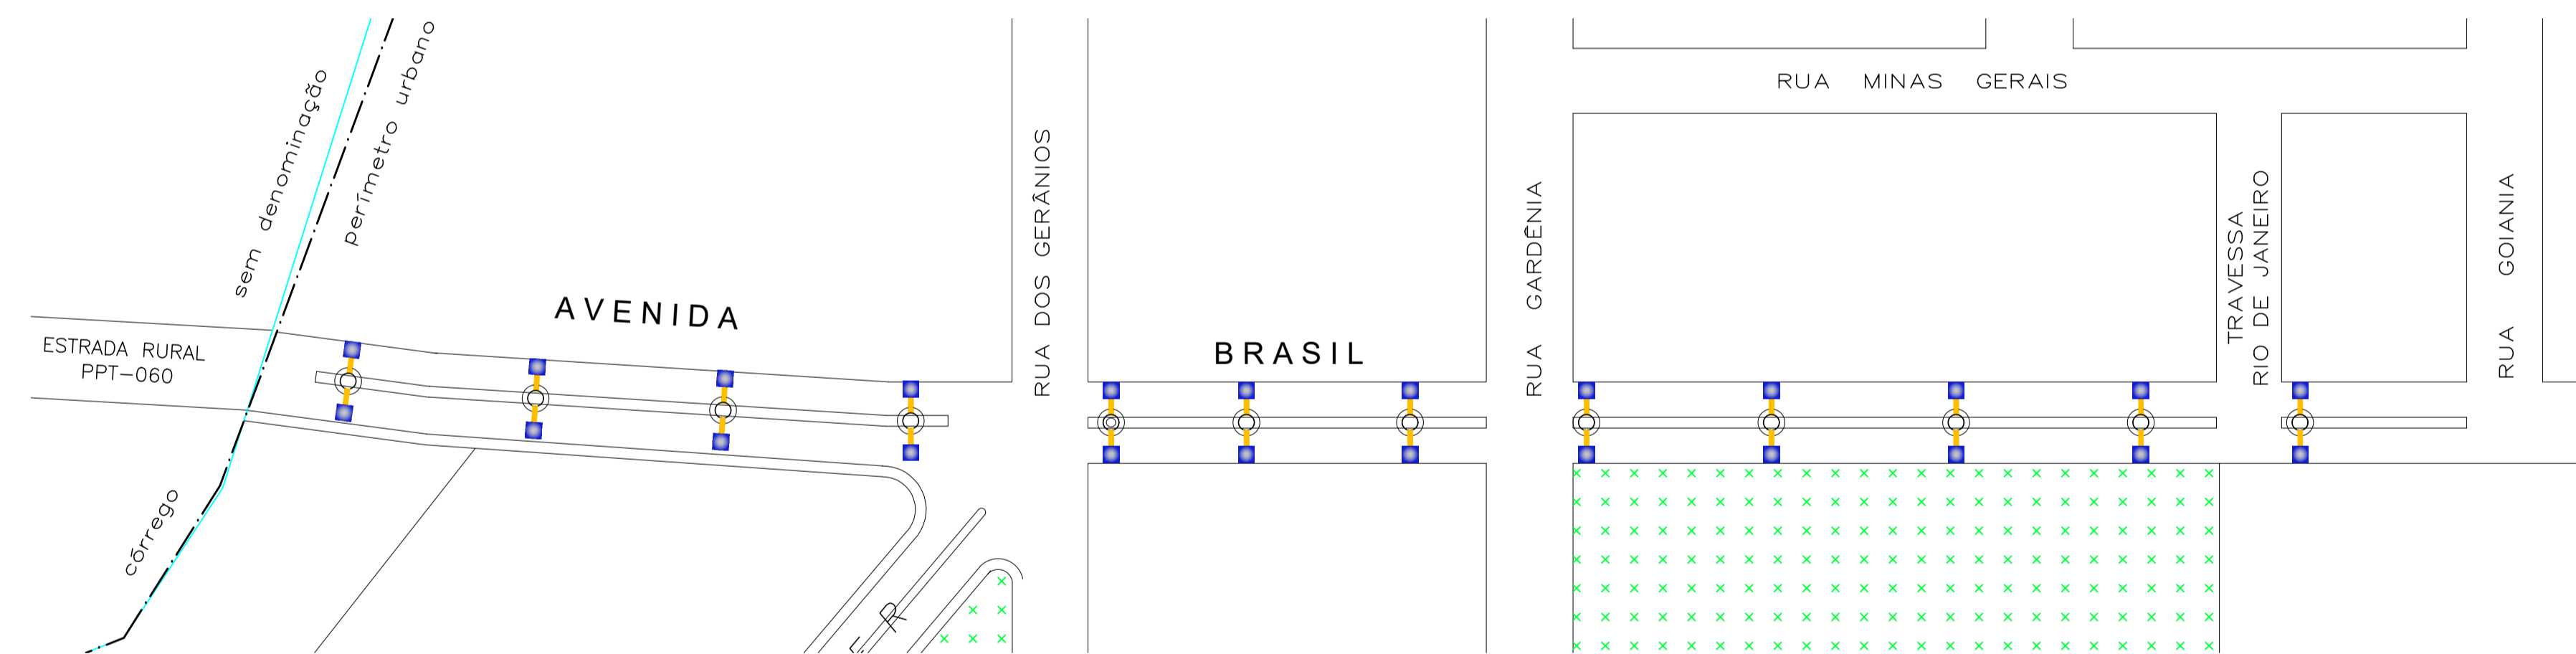 sem denominação
perímetro urbano
ESTRADA RURAL
PPT-060
córrego
AVENIDA
RUA DOS GERÂNIOS
BRASIL
RUA GARDÊNIA
RUA MINAS GERAIS
TRAVESSA
RIO DE JANEIRO
RUA GOIANIA